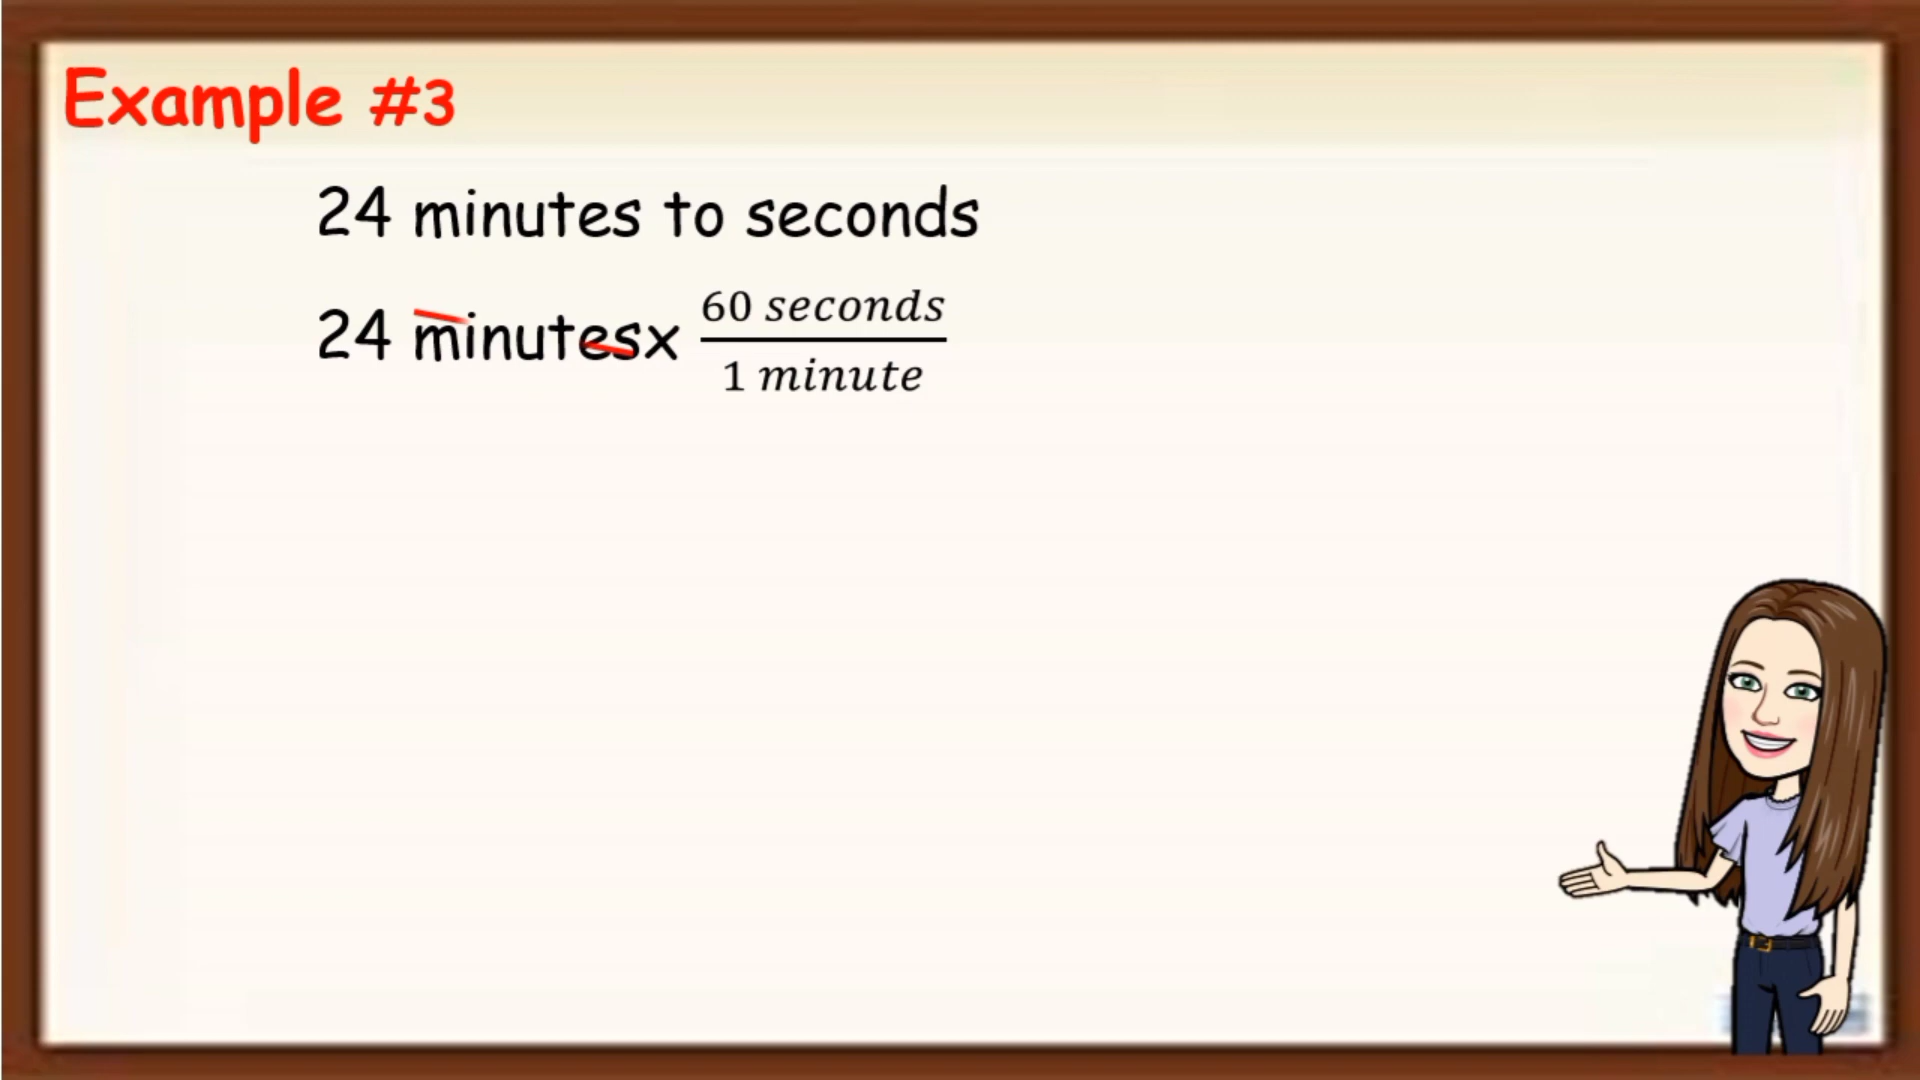 Example #3
24 minutes to seconds
24 minutesx 60 seconds
1 minute